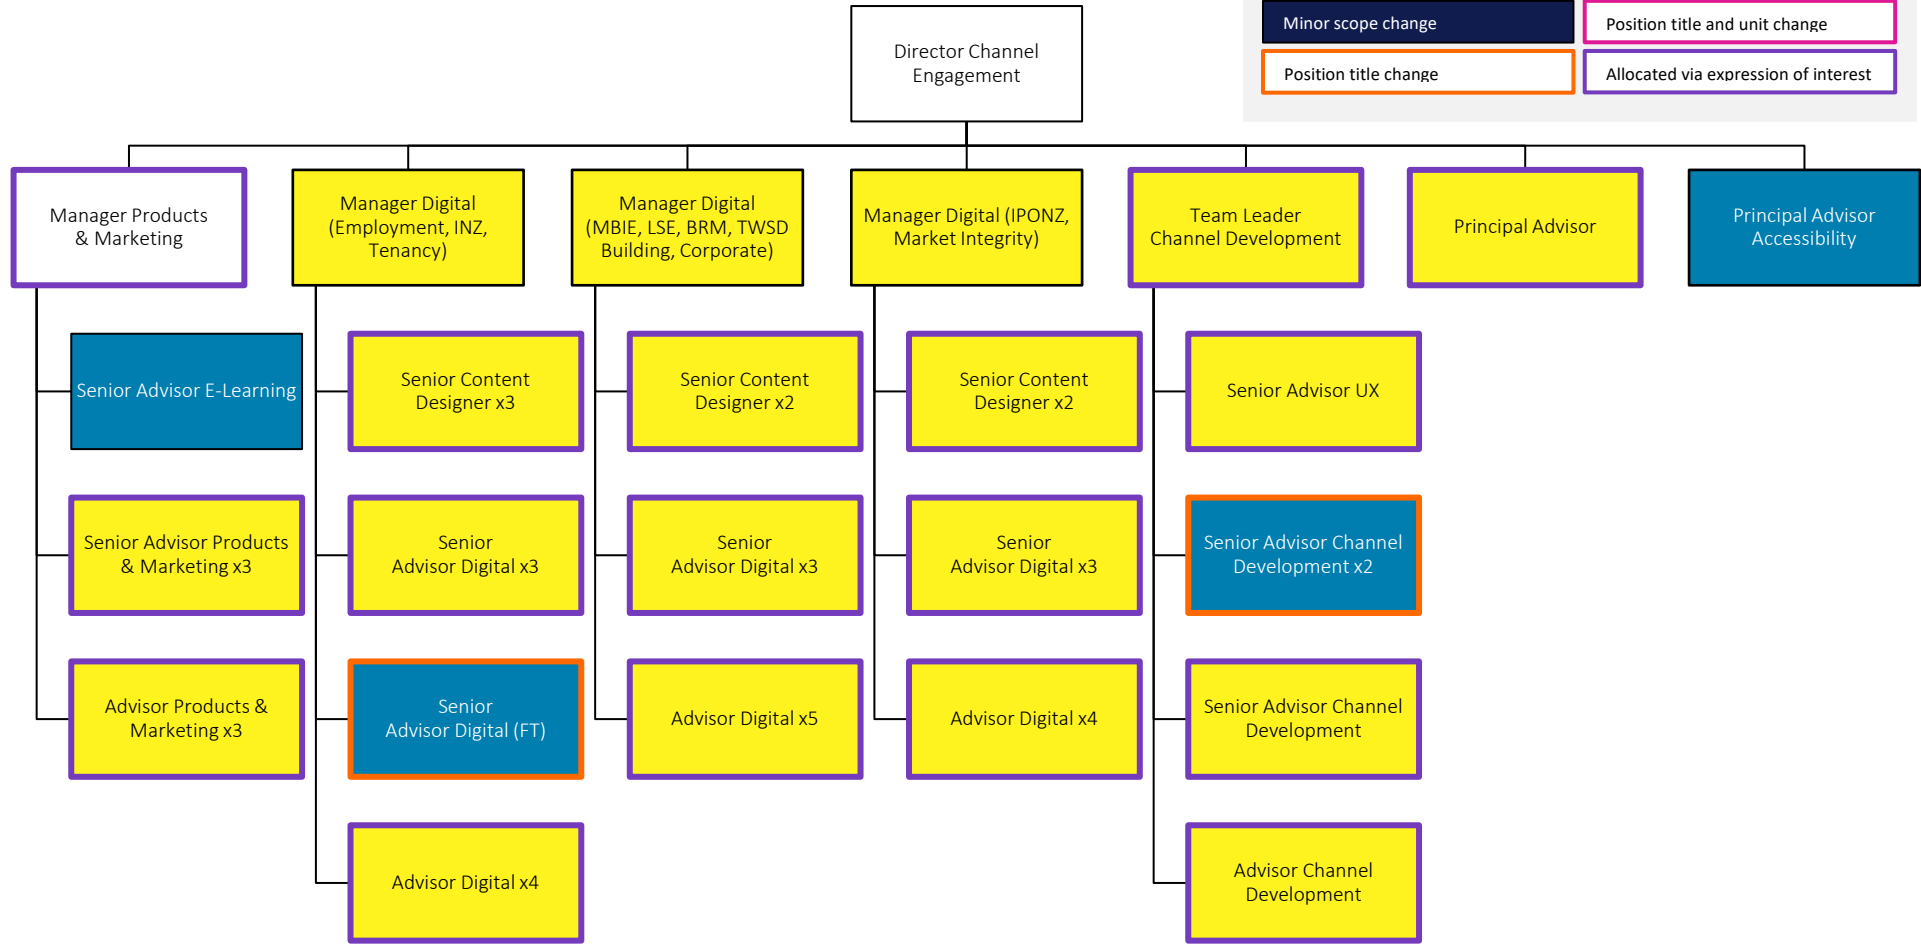 Minor scope change
Position title and unit change
Position title change
Allocated via expression of interest
Director Channel
Engagement
Manager Products
& Marketing
Manager Digital
(Employment, INZ,
Tenancy)
Manager Digital
(MBIE, LSE, BRM, TWSD
Building, Corporate)
Manager Digital (IPONZ,
Market Integrity)
Team Leader
Channel Development
Principal Advisor
Principal Advisor
Accessibility
Senior Advisor E-Learning
Senior Content
Designer x3
Senior Content
Designer x2
Senior Content
Designer x2
Senior Advisor UX
Senior Advisor Products
& Marketing x3
Senior
Advisor Digital x3
Senior
Advisor Digital x3
Senior
Advisor Digital x3
Senior Advisor Channel
Development x2
Advisor Products &
Marketing x3
Senior
Advisor Digital (FT)
Advisor Digital x5
Advisor Digital x4
Senior Advisor Channel
Development
Advisor Digital x4
Advisor Channel
Development